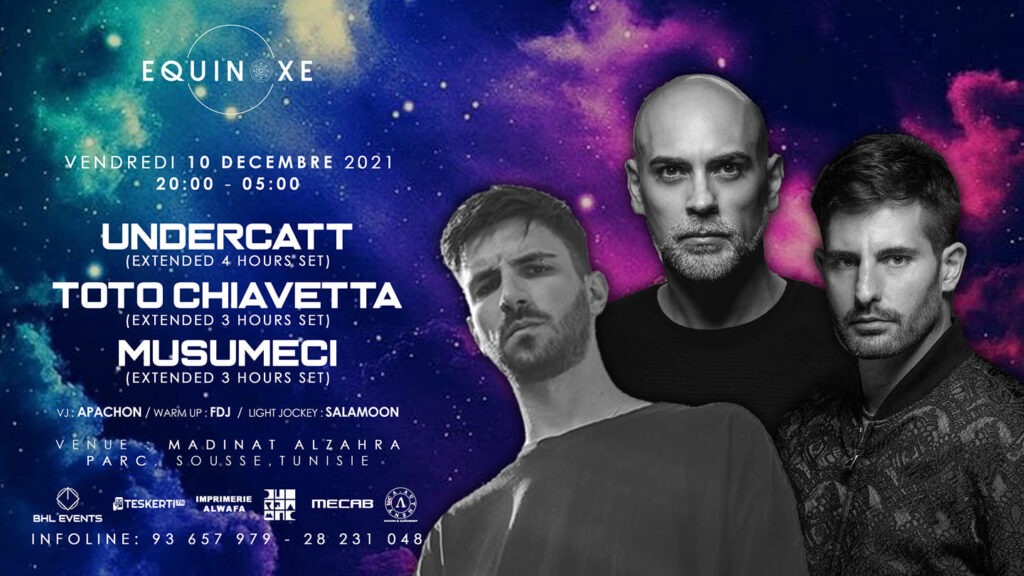 EQUINOXE
VENDREDI 10 DECEMBRE 2021
20:00 - 05:00
UNDERCATT
(EXTENDED 4 HOURS SET)
TOTO CHIAVETTA
(EXTENDED 3 HOURS SET)
MUSUMECI
(EXTENDED 3 HOURS SET)
VJ : APACHON / WARM UP : FDJ / LIGHT JOCKEY : SALAMOON
VENUE : MADINAT ALZAHRA
PARC, SOUSSE, TUNISIE
BHL EVENTS
TESKERTI
IMPRIMERIE
ALWAFA
MECAB
INFOLINE: 93 657 979 - 28 231 048